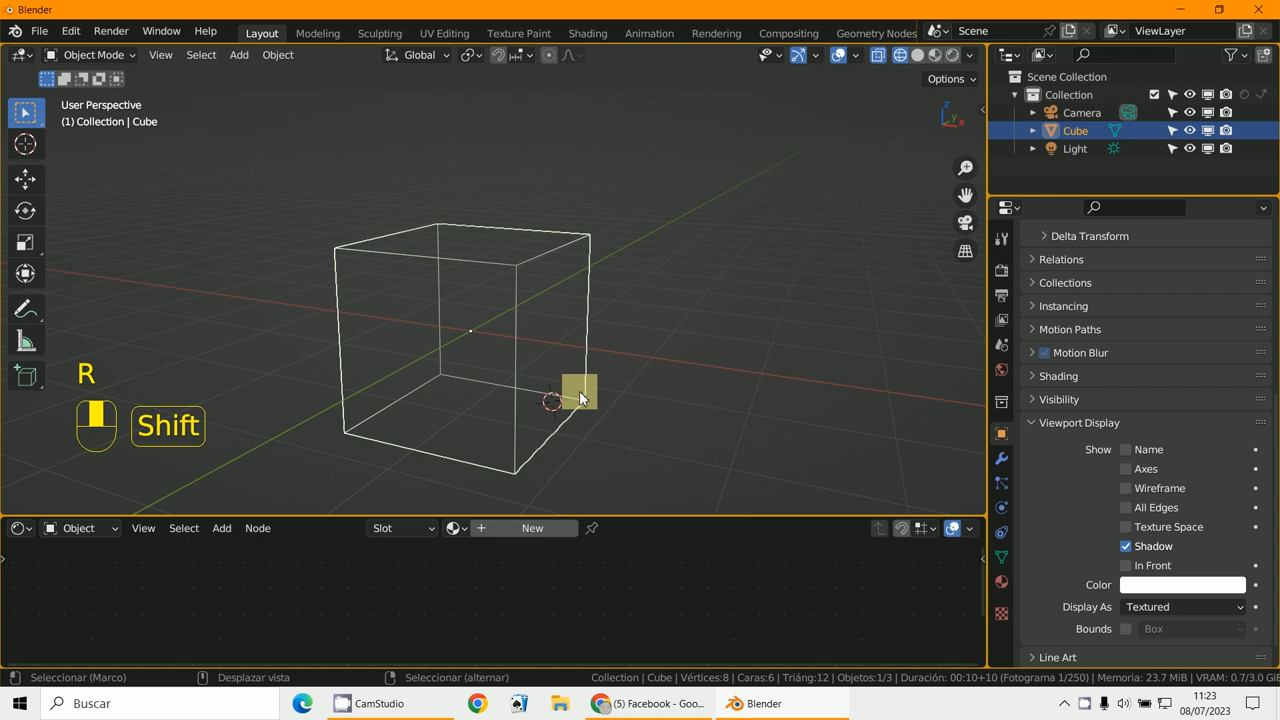 Blender
File Edit Render Window Help
Layout Modeling Sculpting UV Editing Texture Paint Shading Animation Rendering Compositing Geometry Nodes
Scene
ViewLayer
Object Mode View Select Add Object
Global
Options
User Perspective
(1) Collection | Cube
Z
Y
X
R
Shift
Object View Select Add Node
Slot
New
Scene Collection
Collection
Camera
Cube
Light
Delta Transform
Relations
Collections
Instancing
Motion Paths
Motion Blur
Shading
Visibility
Viewport Display
Show Name
Axes
Wireframe
All Edges
Texture Space
Shadow
In Front
Color
Display As Textured
Bounds Box
Line Art
Seleccionar (Marco) Desplazar vista Seleccionar (alternar)
Collection | Cube | Vértices:8 | Caras:6 | Triáng:12 | Objetos:1/3 | Duración: 00:10+10 (Fotograma 1/250) | Memoria: 23.7 MiB | VRAM: 0.7/3.0 Gi
Buscar
CamStudio
(5) Facebook - Goo...
Blender
11:23
08/07/2023